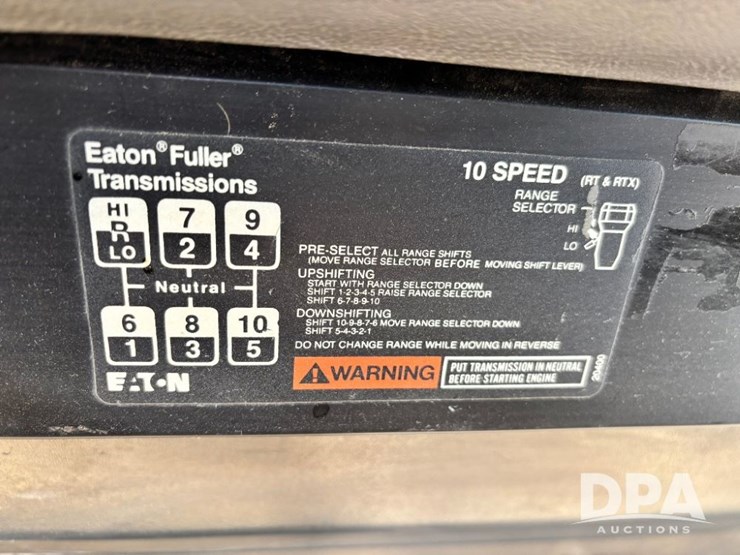 Eaton® Fuller®
Transmissions
10 SPEED (RT & RTX)
RANGE
SELECTOR
HI
LO
HI 7 9
R
LO 2 4
Neutral
6 8 10
1 3 5
EATON
PRE-SELECT ALL RANGE SHIFTS
(MOVE RANGE SELECTOR BEFORE MOVING SHIFT LEVER)
UPSHIFTING
START WITH RANGE SELECTOR DOWN
SHIFT 1-2-3-4-5 RAISE RANGE SELECTOR
SHIFT 6-7-8-9-10
DOWNSHIFTING
SHIFT 10-9-8-7-6 MOVE RANGE SELECTOR DOWN
SHIFT 5-4-3-2-1
DO NOT CHANGE RANGE WHILE MOVING IN REVERSE
WARNING
PUT TRANSMISSION IN NEUTRAL
BEFORE STARTING ENGINE
20400
DPA
AUCTIONS